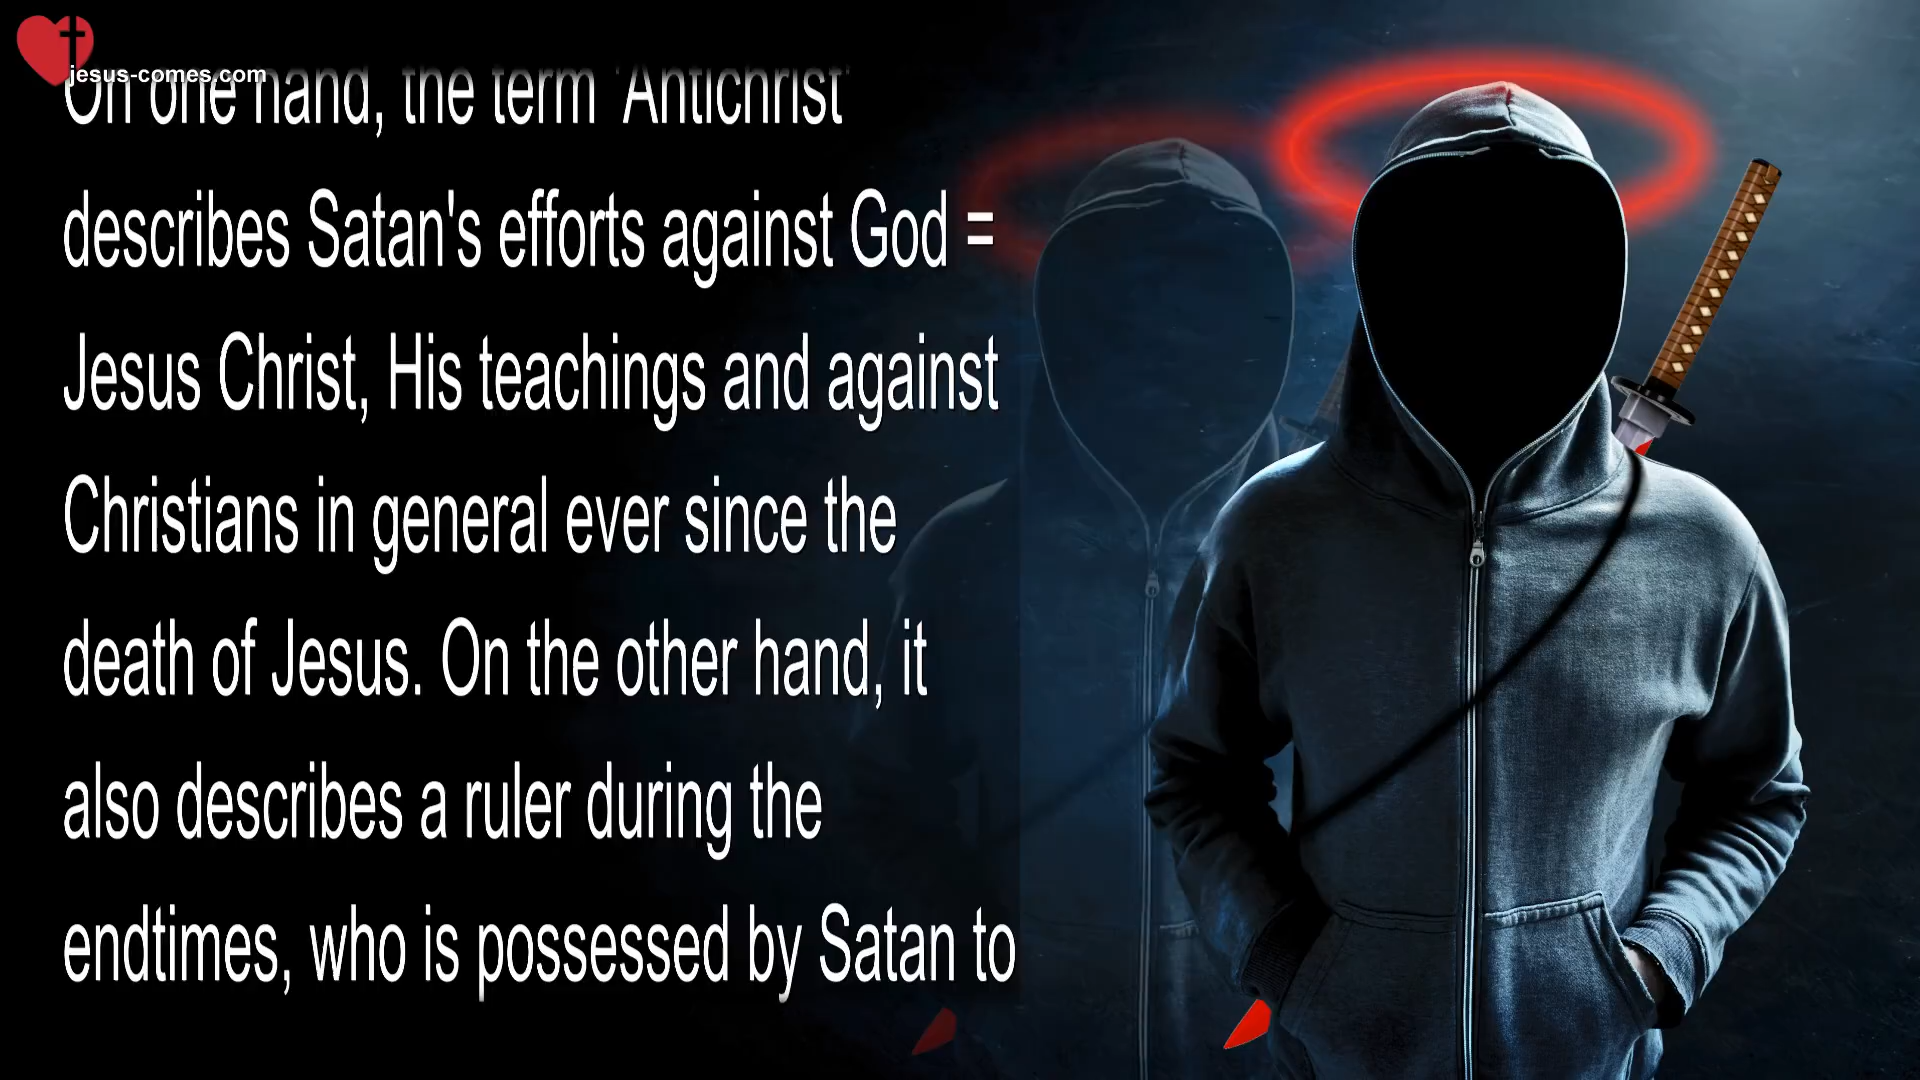 jesus-comes.com
On one hand, the term 'Antichrist'
describes Satan's efforts against God =
Jesus Christ, His teachings and against
Christians in general ever since the
death of Jesus. On the other hand, it
also describes a ruler during the
endtimes, who is possessed by Satan to